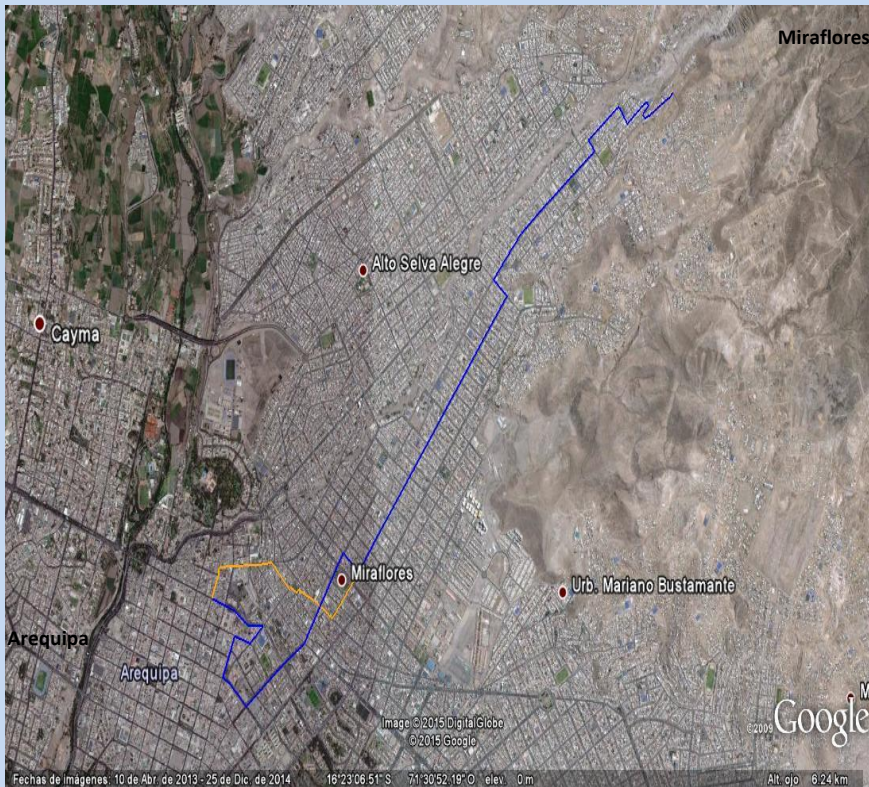 Miraflores
Alto Selva Alegre
Cayma
Miraflores
Urb. Mariano Bustamante
Arequipa
Arequipa
M
Image © 2015 DigitalGlobe
© 2015 Google
©2009 Google
Fechas de imágenes: 10 de Abr. de 2013 - 25 de Dic. de 2014 16°23'06.51" S 71°30'52.19" O elev. 0 m Alt. ojo 6.24 km